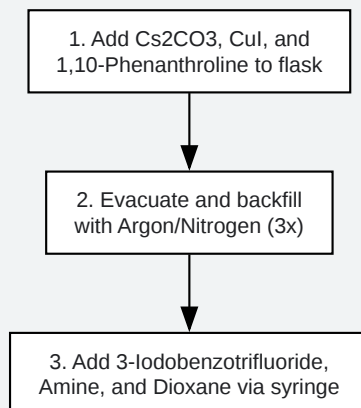 1. Add Cs2CO3, CuI, and
1,10-Phenanthroline to flask
2. Evacuate and backfill
with Argon/Nitrogen (3x)
3. Add 3-Iodobenzotrifluoride,
Amine, and Dioxane via syringe